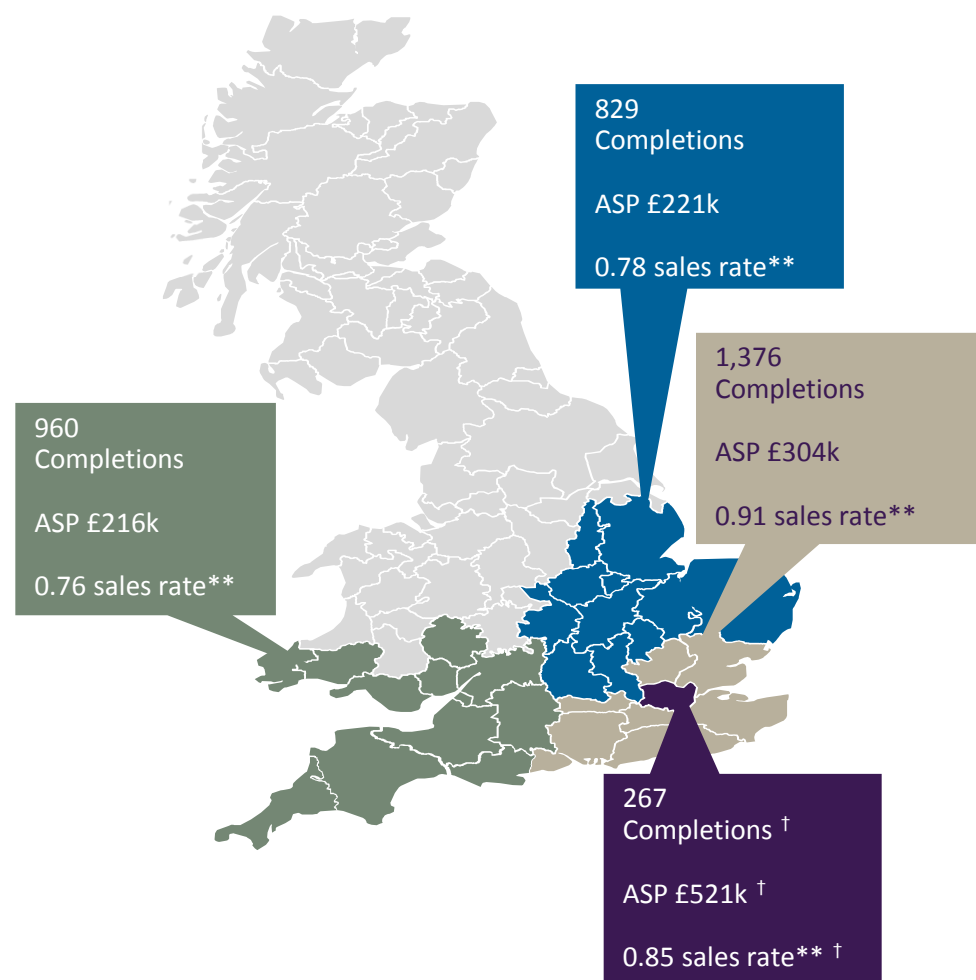 829
Completions
ASP £221k
0.78 sales rate**
1,376
Completions
ASP £304k
0.91 sales rate**
960
Completions
ASP £216k
0.76 sales rate**
267
Completions †
ASP £521k †
0.85 sales rate** †